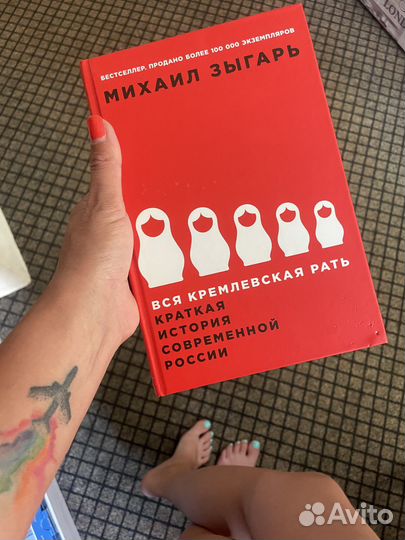 БЕСТСЕЛЛЕР. ПРОДАНО БОЛЕЕ 100 000 ЭКЗЕМПЛЯРОВ
МИХАИЛ ЗЫГАРЬ
ВСЯ КРЕМЛЕВСКАЯ РАТЬ
КРАТКАЯ
ИСТОРИЯ
СОВРЕМЕННОЙ
РОССИИ
Avito